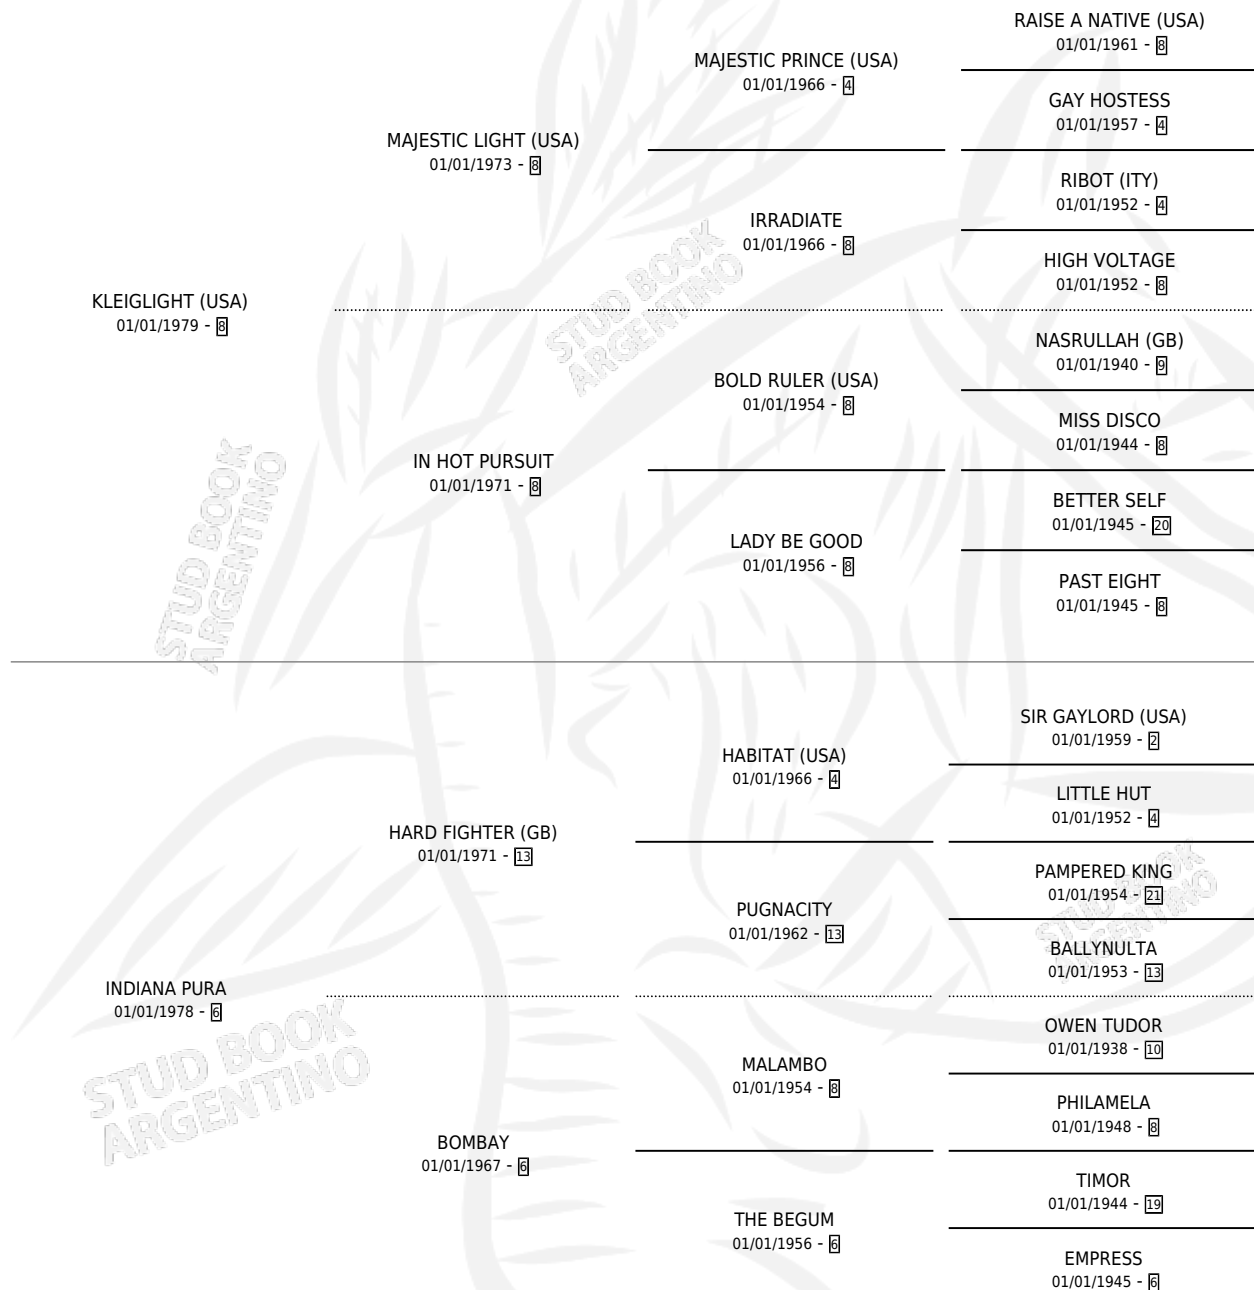 RAISE A NATIVE (USA)
01/01/1961 - 8
MAJESTIC PRINCE (USA)
01/01/1966 - 4
GAY HOSTESS
01/01/1957 - 4
MAJESTIC LIGHT (USA)
01/01/1973 - 8
RIBOT (ITY)
01/01/1952 - 4
IRRADIATE
01/01/1966 - 8
HIGH VOLTAGE
01/01/1952 - 8
KLEIGLIGHT (USA)
01/01/1979 - 8
NASRULLAH (GB)
01/01/1940 - 9
BOLD RULER (USA)
01/01/1954 - 8
MISS DISCO
01/01/1944 - 8
IN HOT PURSUIT
01/01/1971 - 8
BETTER SELF
01/01/1945 - 20
LADY BE GOOD
01/01/1956 - 8
PAST EIGHT
01/01/1945 - 8
SIR GAYLORD (USA)
01/01/1959 - 2
HABITAT (USA)
01/01/1966 - 4
LITTLE HUT
01/01/1952 - 4
HARD FIGHTER (GB)
01/01/1971 - 13
PAMPERED KING
01/01/1954 - 21
PUGNACITY
01/01/1962 - 13
BALLYNULTA
01/01/1953 - 13
INDIANA PURA
01/01/1978 - 6
OWEN TUDOR
01/01/1938 - 10
MALAMBO
01/01/1954 - 8
PHILAMELA
01/01/1948 - 8
BOMBAY
01/01/1967 - 6
TIMOR
01/01/1944 - 19
THE BEGUM
01/01/1956 - 6
EMPRESS
01/01/1945 - 6
STUD BOOK
ARGENTINO
STUD BOOK
ARGENTINO
STUD BOOK
ARGENTINO
STUD BOOK
ARGENTINO